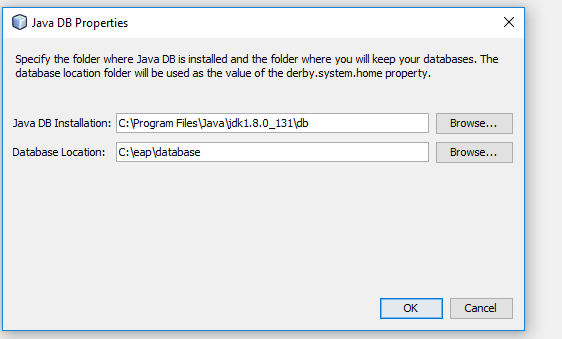 Java DB Properties
Specify the folder where Java DB is installed and the folder where you will keep your databases. The
database location folder will be used as the value of the derby.system.home property.
Java DB Installation: C:\Program Files\Java\jdk1.8.0_131\db Browse...
Database Location: C:\eap\database Browse...
OK Cancel